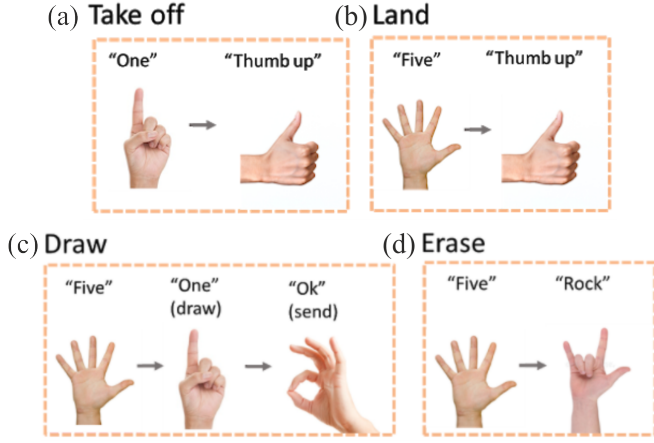 (a) Take off
"One" "Thumb up"
(b) Land
"Five" "Thumb up"
(c) Draw
"Five" "One" "Ok"
(draw) (send)
(d) Erase
"Five" "Rock"